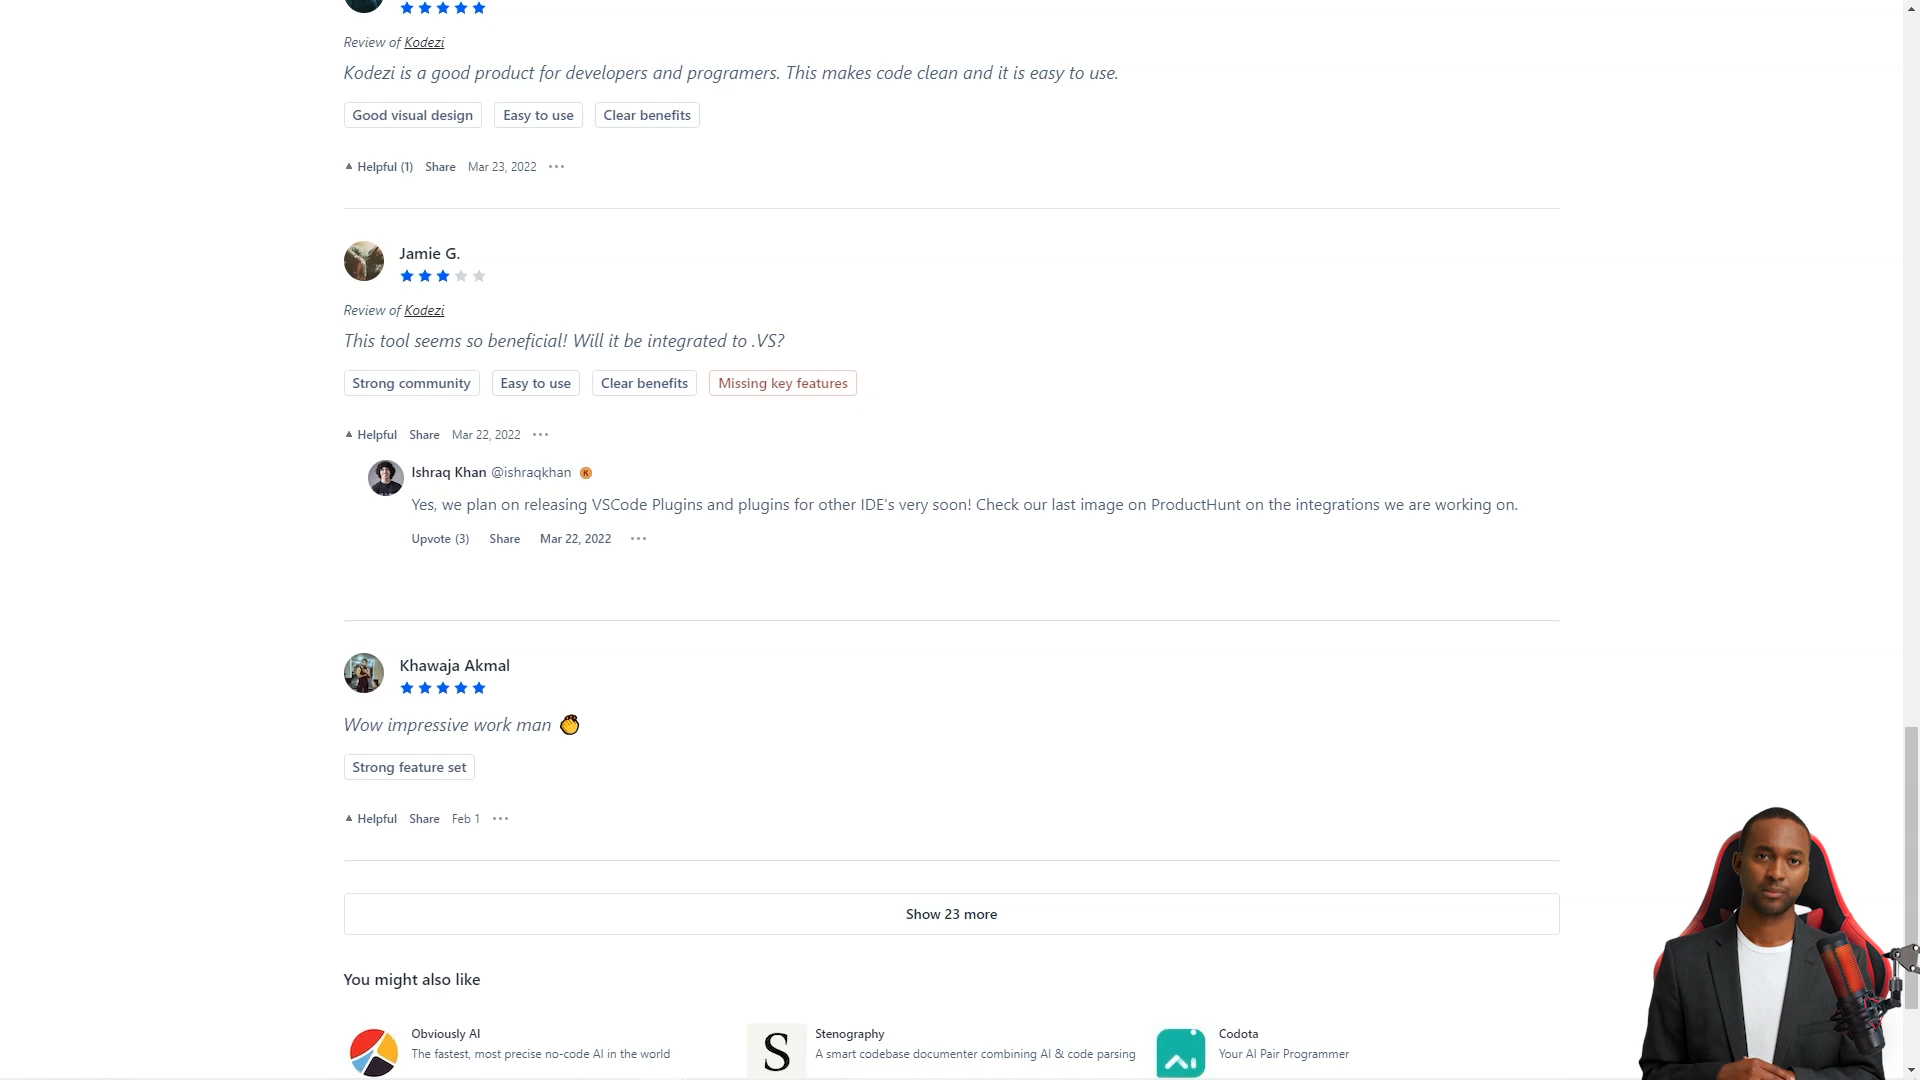 Review of Kodezi
Kodezi is a good product for developers and programers. This makes code clean and it is easy to use.
Good visual design Easy to use Clear benefits
Helpful (1) Share Mar 23, 2022
Jamie G.
Review of Kodezi
This tool seems so beneficial! Will it be integrated to .VS?
Strong community Easy to use Clear benefits Missing key features
Helpful Share Mar 22, 2022
Ishraq Khan @ishraqkhan K
Yes, we plan on releasing VSCode Plugins and plugins for other IDE's very soon! Check our last image on ProductHunt on the integrations we are working on.
Upvote (3) Share Mar 22, 2022
Khawaja Akmal
Wow impressive work man
Strong feature set
Helpful Share Feb 1
Show 23 more
You might also like
Obviously AI
The fastest, most precise no-code AI in the world
S
Stenography
A smart codebase documenter combining AI & code parsing
Codota
Your AI Pair Programmer